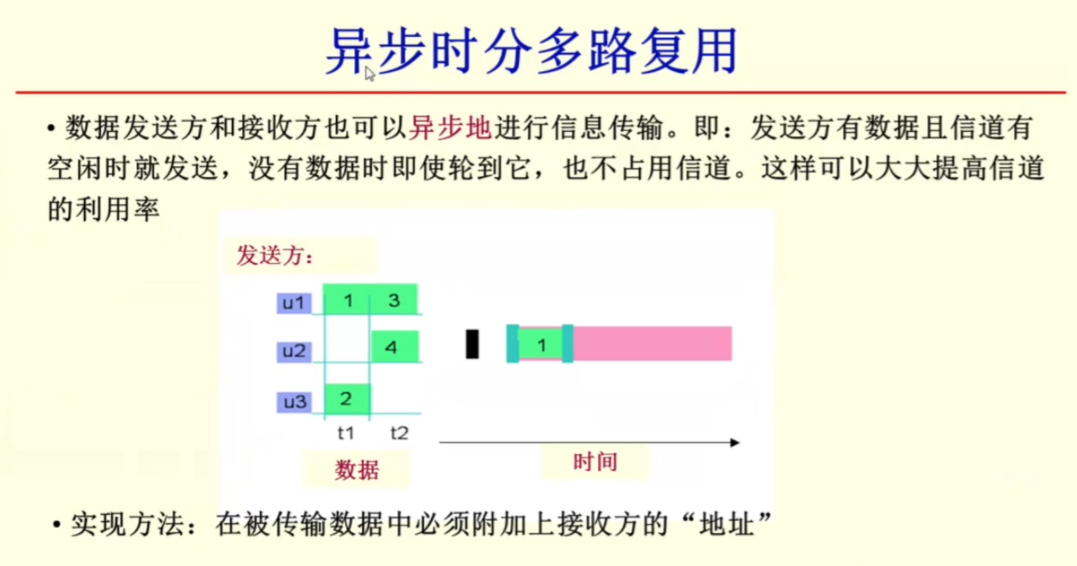 异步时分多路复用
• 数据发送方和接收方也可以异步地进行信息传输。即：发送方有数据且信道有
空闲时就发送，没有数据时即使轮到它，也不占用信道。这样可以大大提高信道
的利用率
发送方：
u1 1 3
u2 4 1
u3 2
t1 t2
数据 时间
• 实现方法：在被传输数据中必须附加上接收方的“地址”